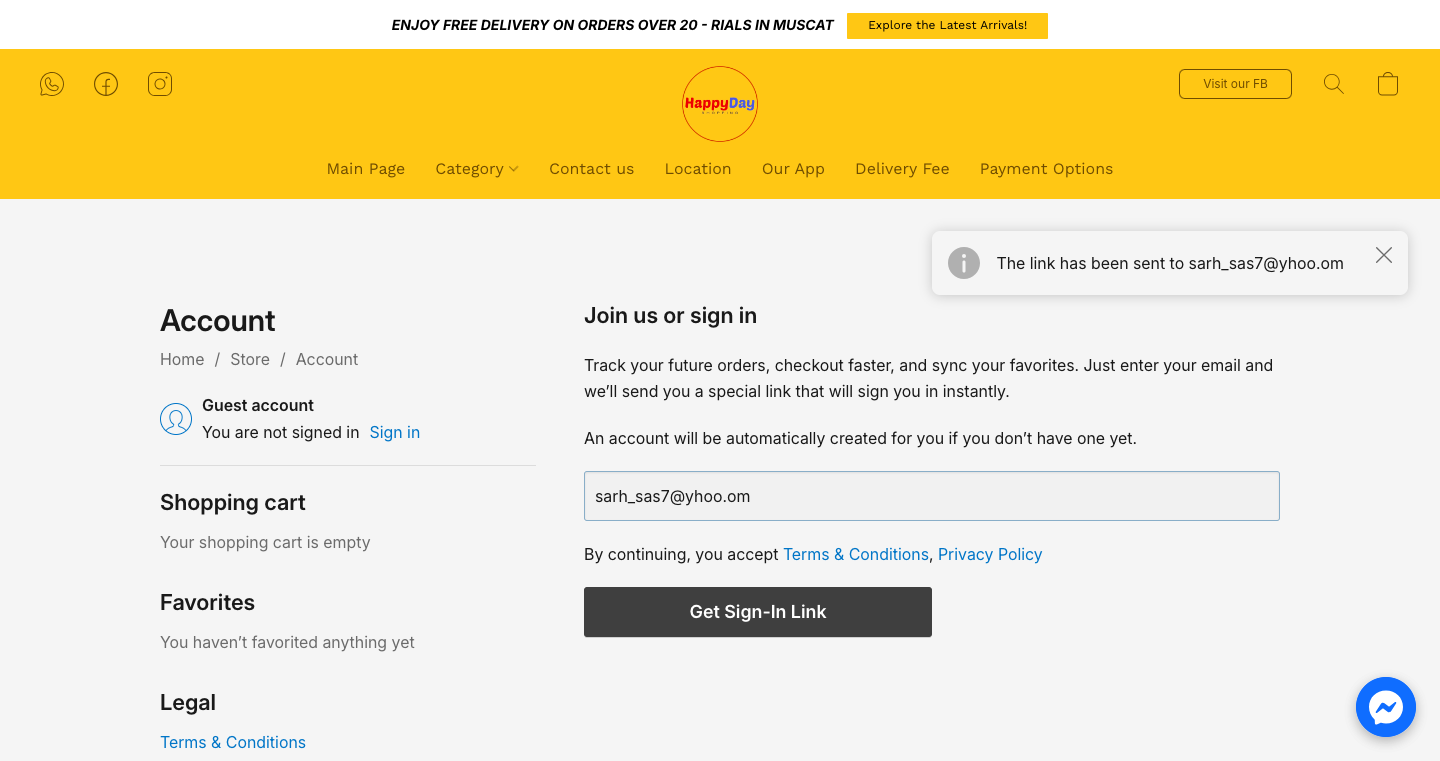 ENJOY FREE DELIVERY ON ORDERS OVER 20 - RIALS IN MUSCAT
Explore the Latest Arrivals!
HappyDay
SHOPPING
Visit our FB
Main Page
Category
Contact us
Location
Our App
Delivery Fee
Payment Options
The link has been sent to sarh_sas7@yhoo.om
Account
Home / Store / Account
Guest account
You are not signed in Sign in
Shopping cart
Your shopping cart is empty
Favorites
You haven’t favorited anything yet
Legal
Terms & Conditions
Join us or sign in
Track your future orders, checkout faster, and sync your favorites. Just enter your email and
we’ll send you a special link that will sign you in instantly.
An account will be automatically created for you if you don’t have one yet.
sarh_sas7@yhoo.om
By continuing, you accept Terms & Conditions, Privacy Policy
Get Sign-In Link